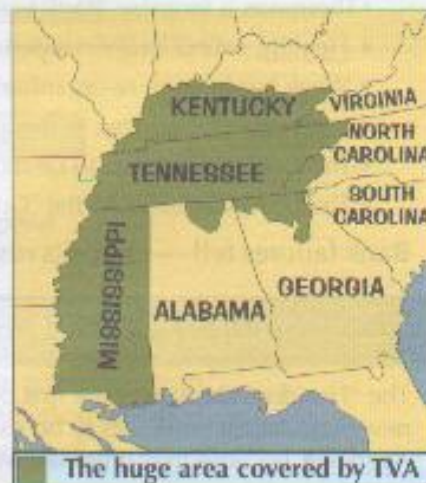 KENTUCKY
VIRGINIA
NORTH
CAROLINA
TENNESSEE
SOUTH
CAROLINA
MISSISSIPPI
ALABAMA
GEORGIA
The huge area covered by TVA